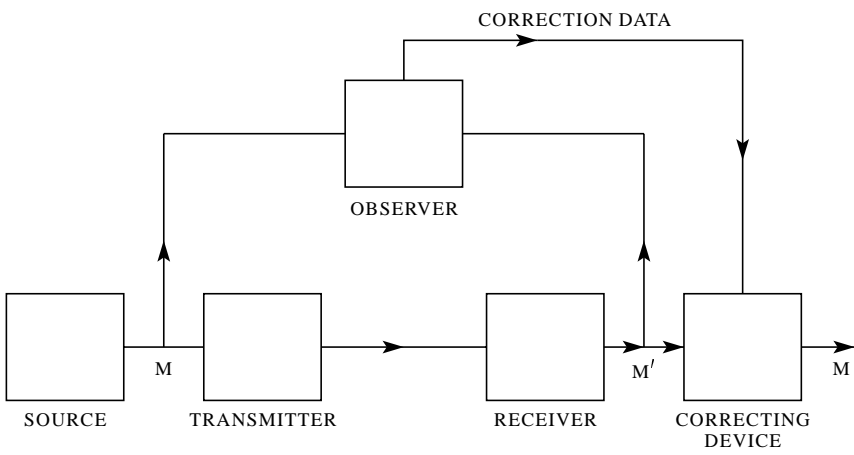 CORRECTION DATA
OBSERVER
M
M′
M
SOURCE
TRANSMITTER
RECEIVER
CORRECTING
DEVICE